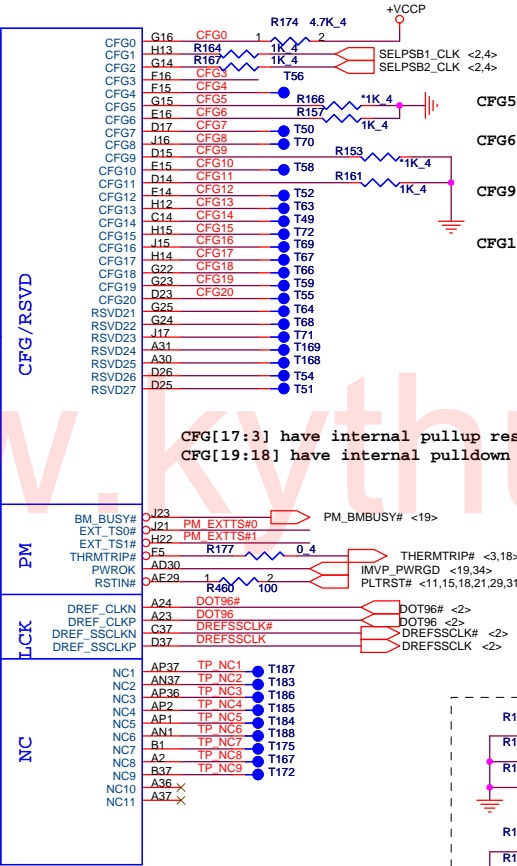 +VCCP
R174 4.7K_4
CFG0 G16 CFG0 1 2
CFG1 H13 R164 1K_4 SELPSB1_CLK <2,4>
CFG2 G14 R167 1K_4 SELPSB2_CLK <2,4>
CFG3 F16 CFG3
CFG4 F15 CFG4 T56
CFG5 G15 CFG5 R166 *1K_4 CFG5
CFG6 E16 CFG6 R157 1K_4
CFG7 D17 CFG7 T50
CFG8 J16 CFG8 T70 CFG6
CFG9 D15 CFG9 R153 1K_4
CFG10 E15 CFG10 T58
CFG11 D14 CFG11 R161 1K_4 CFG9
CFG12 E14 CFG12 T52
CFG13 H12 CFG13 T63
CFG14 C14 CFG14 T49
CFG15 H15 CFG15 T72
CFG16 J15 CFG16 T69 CFG1
CFG17 H14 CFG17 T67
CFG18 G22 CFG18 T66
CFG19 G23 CFG19 T59
CFG20 D23 CFG20 T55
RSVD21 G25 T64
RSVD22 G24 T68
RSVD23 J17 T71
RSVD24 A31 T169
RSVD25 A30 T168
RSVD26 D26 T54
RSVD27 D25 T51
CFG/RSVD
w.kythu
CFG[17:3] have internal pullup res
CFG[19:18] have internal pulldown
PM
BM_BUSY# J23 PM_BMBUSY# <19>
EXT_TS0# J21 PM_EXTTS#0
EXT_TS1# H22 PM_EXTTS#1
THRMTRIP# F5 R177 0_4 THERMTRIP# <3,18>
PWROK AD30 IMVP_PWRGD <19,34>
RSTIN# AE29 1 R460 2 100 PLTRST# <11,15,18,21,29,31
LCK
DREF_CLKN A24 DOT96# DOT96# <2>
DREF_CLKP A23 DOT96 DOT96 <2>
DREF_SSCLKN C37 DREFSSCLK# DREFSSCLK# <2>
DREF_SSCLKP D37 DREFSSCLK DREFSSCLK <2>
NC
NC1 AP37 TP_NC1 T187
NC2 AN37 TP_NC2 T183
NC3 AP36 TP_NC3 T186
NC4 AP2 TP_NC4 T185
NC5 AP1 TP_NC5 T184
NC6 AN1 TP_NC6 T188
NC7 B1 TP_NC7 T175
NC8 A2 TP_NC8 T167
NC9 B37 TP_NC9 T172
NC10 A36
NC11 A37
R1
R1
R1
R1
R1